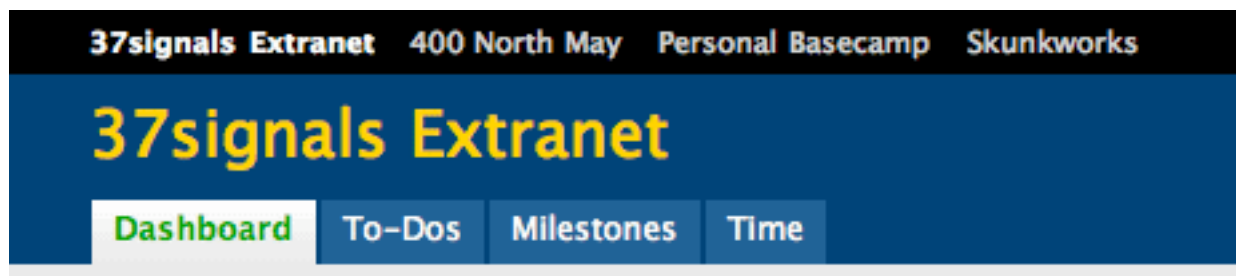 37signals Extranet 400 North May Personal Basecamp Skunkworks
37signals Extranet
Dashboard To-Dos Milestones Time